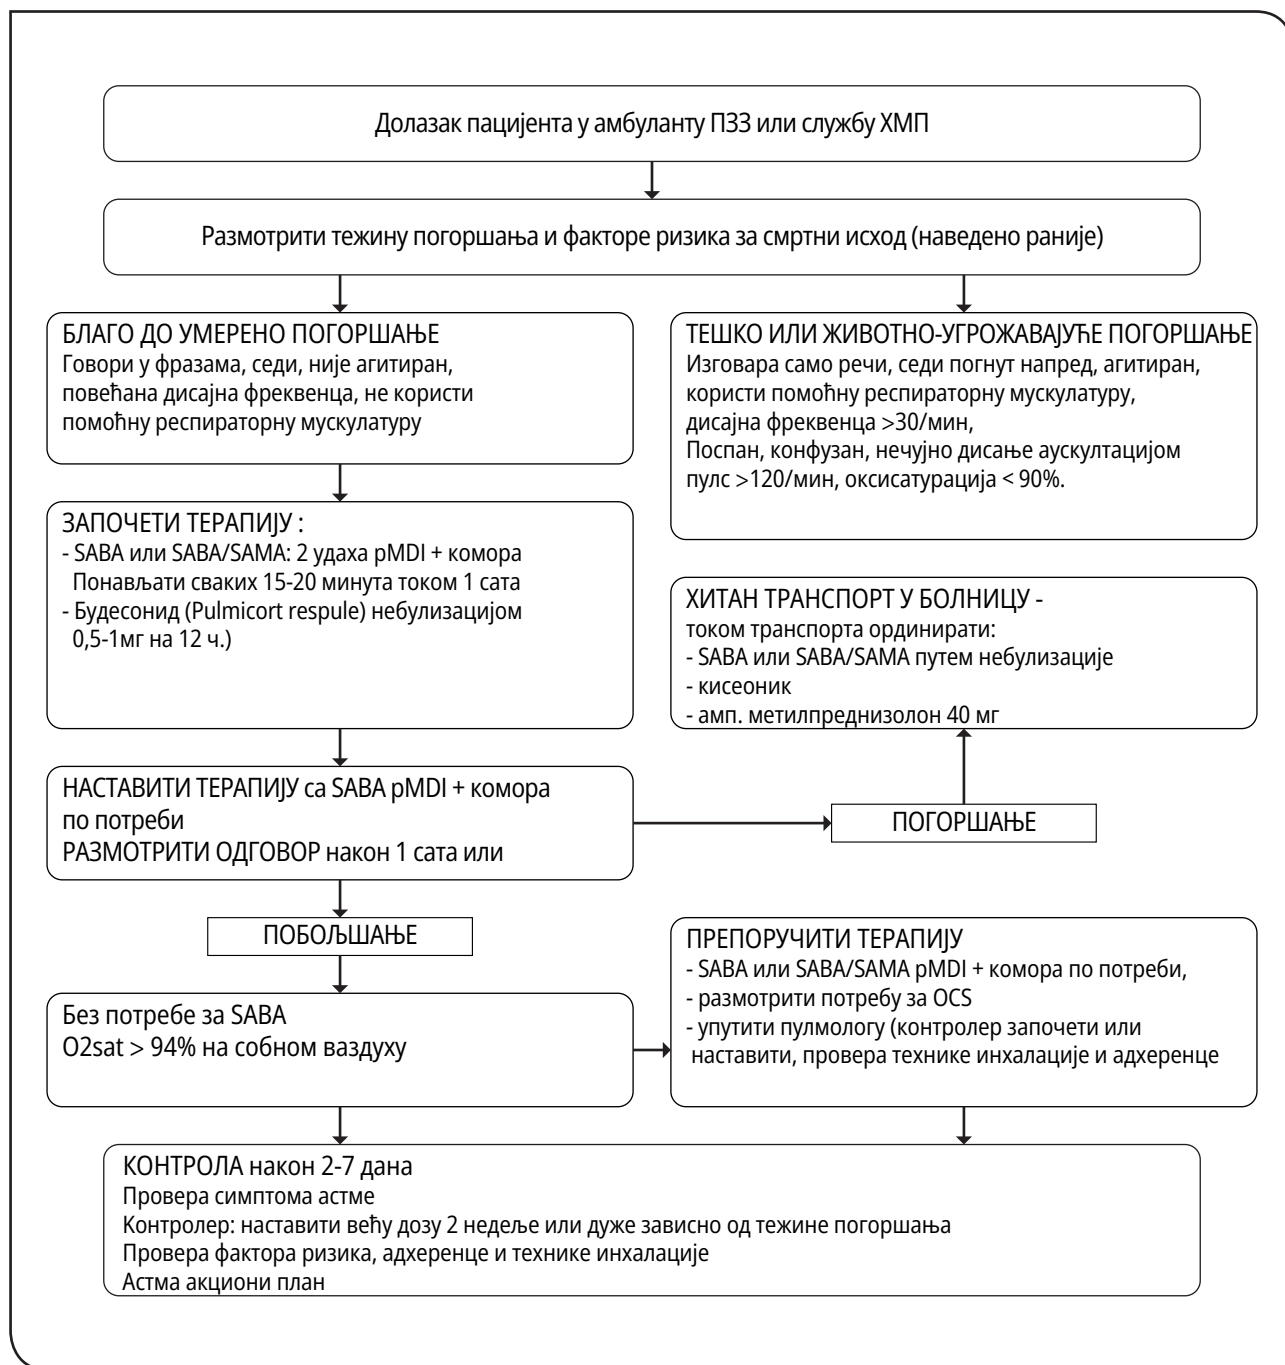 Долазак пацијента у амбуланту ПЗЗ или службу ХМП
Размотрити тежину погоршања и факторе ризика за смртни исход (наведено раније)
БЛАГО ДО УМЕРЕНО ПОГОРШАЊЕ
Говори у фразама, седи, није агитиран,
повећана дисајна фреквенца, не користи
помоћну респираторну мускулатуру
ТЕШКО ИЛИ ЖИВОТНО-УГРОЖАВАЈУЋЕ ПОГОРШАЊЕ
Изговара само речи, седи погнут напред, агитиран,
користи помоћну респираторну мускулатуру,
дисајна фреквенца >30/мин,
Поспан, конфузан, нечујно дисање аускултацијом
пулс >120/мин, оксисатурација < 90%.
ЗАПОЧЕТИ ТЕРАПИЈУ :
- SABA или SABA/SAMA: 2 удаха pMDI + комора
Понављати сваких 15-20 минута током 1 сата
- Будесонид (Pulmicort respule) небулизацијом
0,5-1мг на 12 ч.)
ХИТАН ТРАНСПОРТ У БОЛНИЦУ -
током транспорта ординирати:
- SABA или SABA/SAMA путем небулизације
- кисеоник
- амп. метилпреднизолон 40 мг
НАСТАВИТИ ТЕРАПИЈУ са SABA pMDI + комора
по потреби
РАЗМОТРИТИ ОДГОВОР након 1 сата или
ПОГОРШАЊЕ
ПОБОЉШАЊЕ
Без потребе за SABA
O2sat > 94% на собном ваздуху
ПРЕПОРУЧИТИ ТЕРАПИЈУ
- SABA или SABA/SAMA pMDI + комора по потреби,
- размотрити потребу за OCS
- упутити пулмологу (контролер започети или
наставити, провера технике инхалације и адхеренце
КОНТРОЛА након 2-7 дана
Провера симптома астме
Контролер: наставити већу дозу 2 недеље или дуже зависно од тежине погоршања
Провера фактора ризика, адхеренце и технике инхалације
Астма акциони план